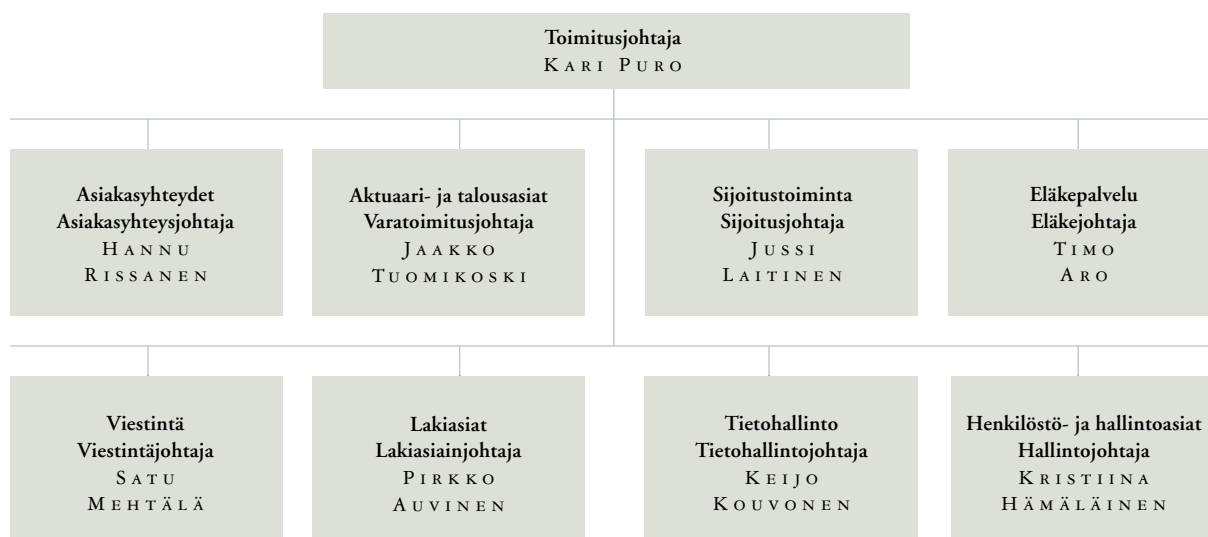 Toimitusjohtaja
KARI PURO
Asiakasyhteydet
Asiakasyhteysjohtaja
HANNU
RISSANEN
Aktuaari- ja talousasiat
Varatoimitusjohtaja
JAAKKO
TUOMIKOSKI
Sijoitustoiminta
Sijoitusjohtaja
JUSSI
LAITINEN
Eläkepalvelu
Eläkejohtaja
TIMO
ARO
Viestintä
Viestintäjohtaja
SATU
MEHTÄLÄ
Lakiasiat
Lakiasiainjohtaja
PIRKKO
AUVINEN
Tietohallinto
Tietohallintojohtaja
KEIJO
KOUVONEN
Henkilöstö- ja hallintoasiat
Hallintojohtaja
KRISTIINA
HÄMÄLÄINEN